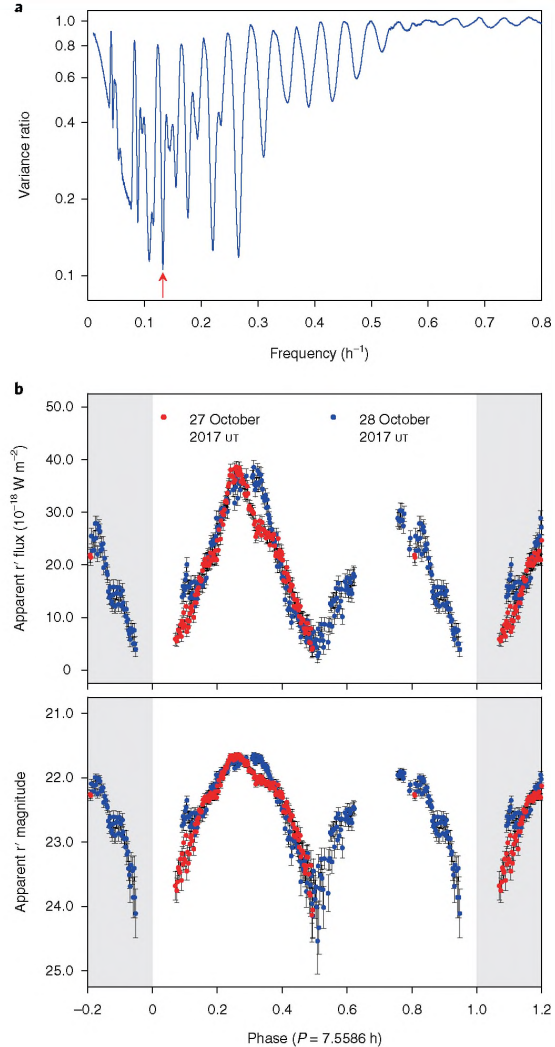 a
1.0
0.8
0.6
0.4
0.2
0.1
Variance ratio
0 0.1 0.2 0.3 0.4 0.5 0.6 0.7 0.8
Frequency (h⁻¹)
b
50.0
40.0
30.0
20.0
10.0
0
Apparent r′ flux (10⁻¹⁸ W m⁻²)
27 October
2017 UT
28 October
2017 UT
21.0
22.0
23.0
24.0
25.0
Apparent r′ magnitude
−0.2 0 0.2 0.4 0.6 0.8 1.0 1.2
Phase (P = 7.5586 h)